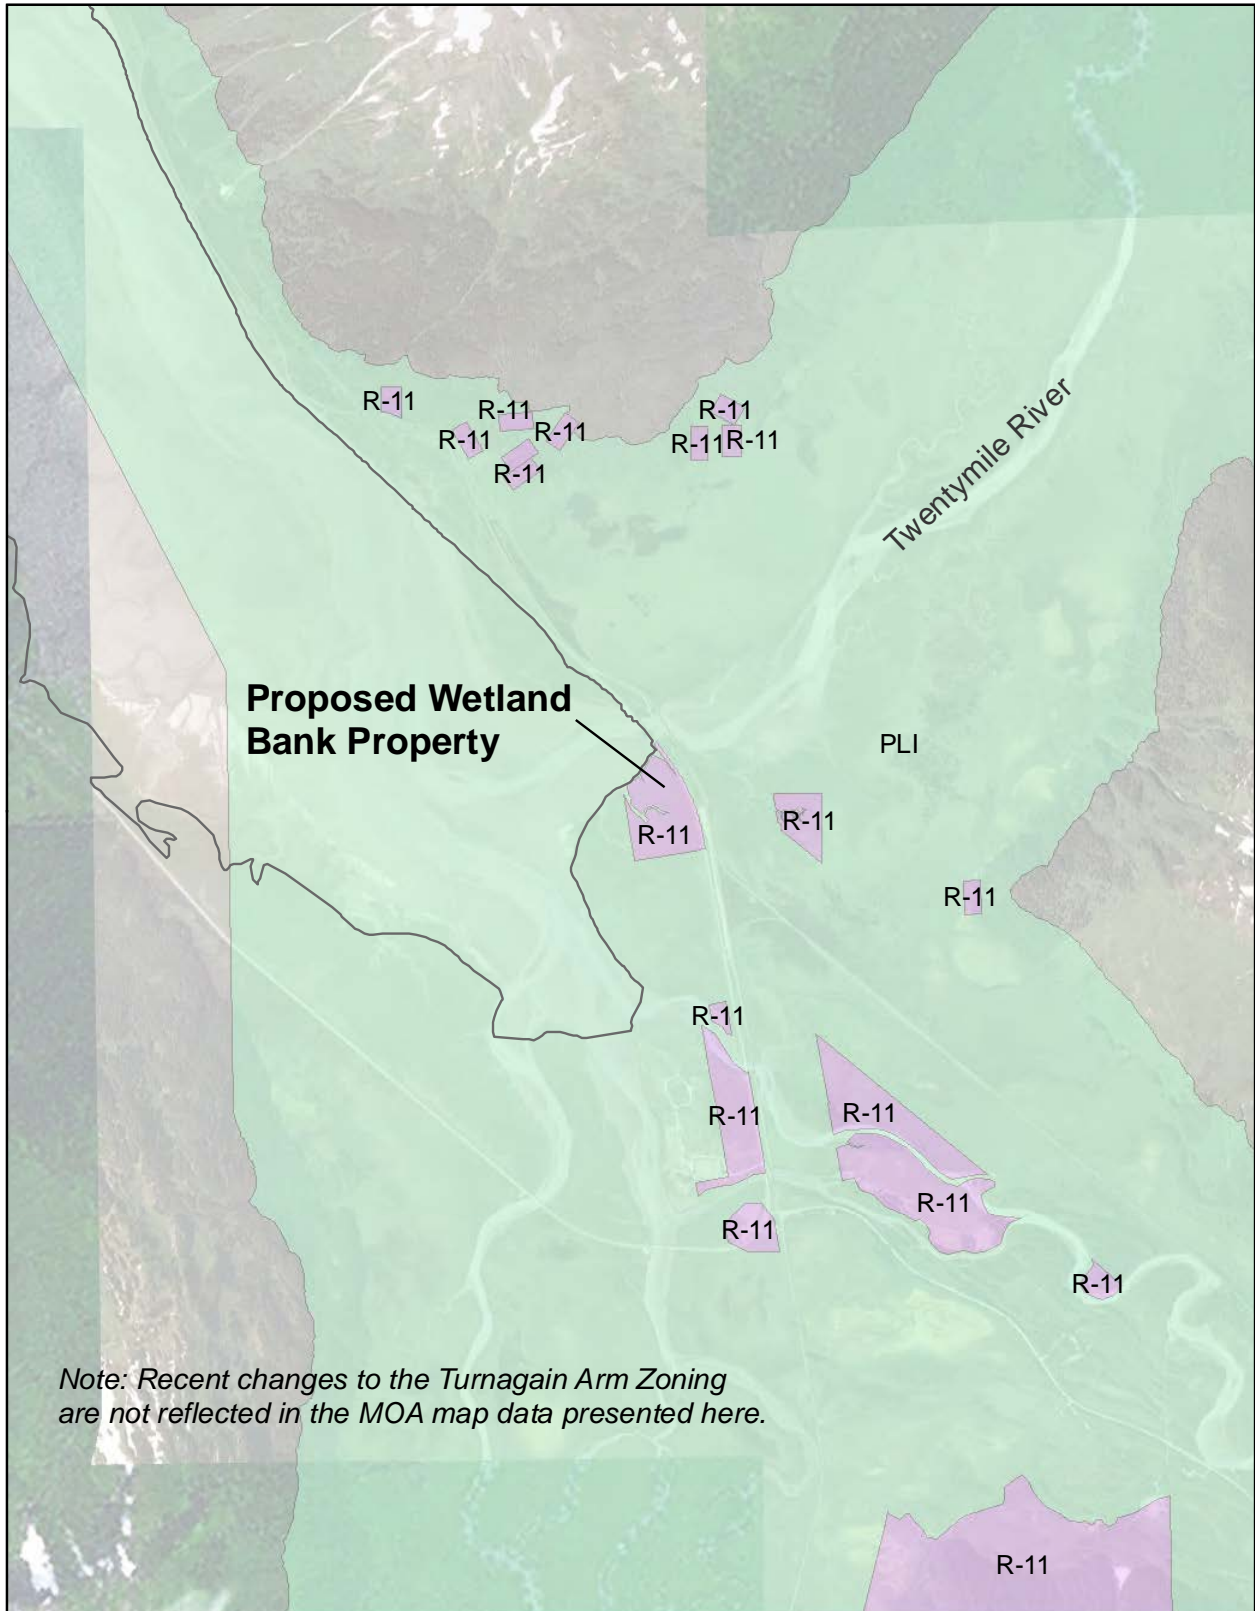 R-11
R-11
R-11
R-11
R-11
R-11
R-11
R-11
R-11
Twentymile River
Proposed Wetland
Bank Property
PLI
R-11
R-11
R-11
R-11
R-11
R-11
R-11
R-11
R-11
Note: Recent changes to the Turnagain Arm Zoning
are not reflected in the MOA map data presented here.
R-11